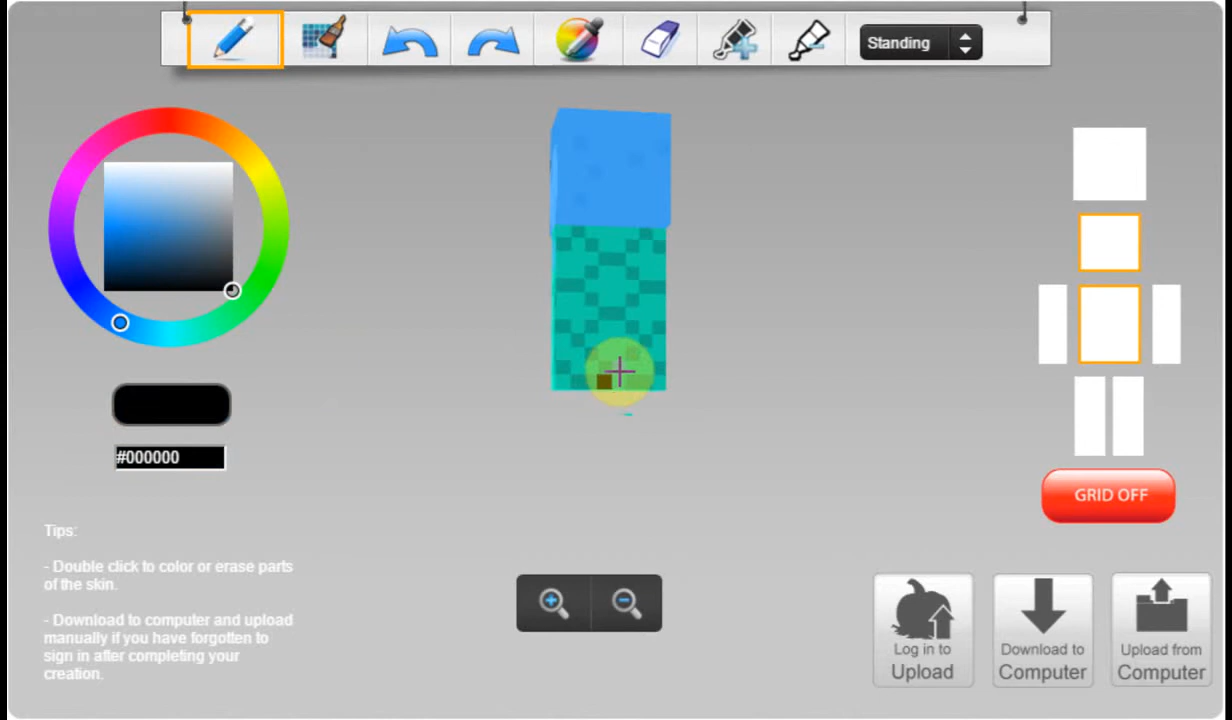 Standing
#000000
GRID OFF
Tips:
- Double click to color or erase parts
of the skin.
- Download to computer and upload
manually if you have forgotten to
sign in after completing your
creation.
Log in to
Upload
Download to
Computer
Upload from
Computer